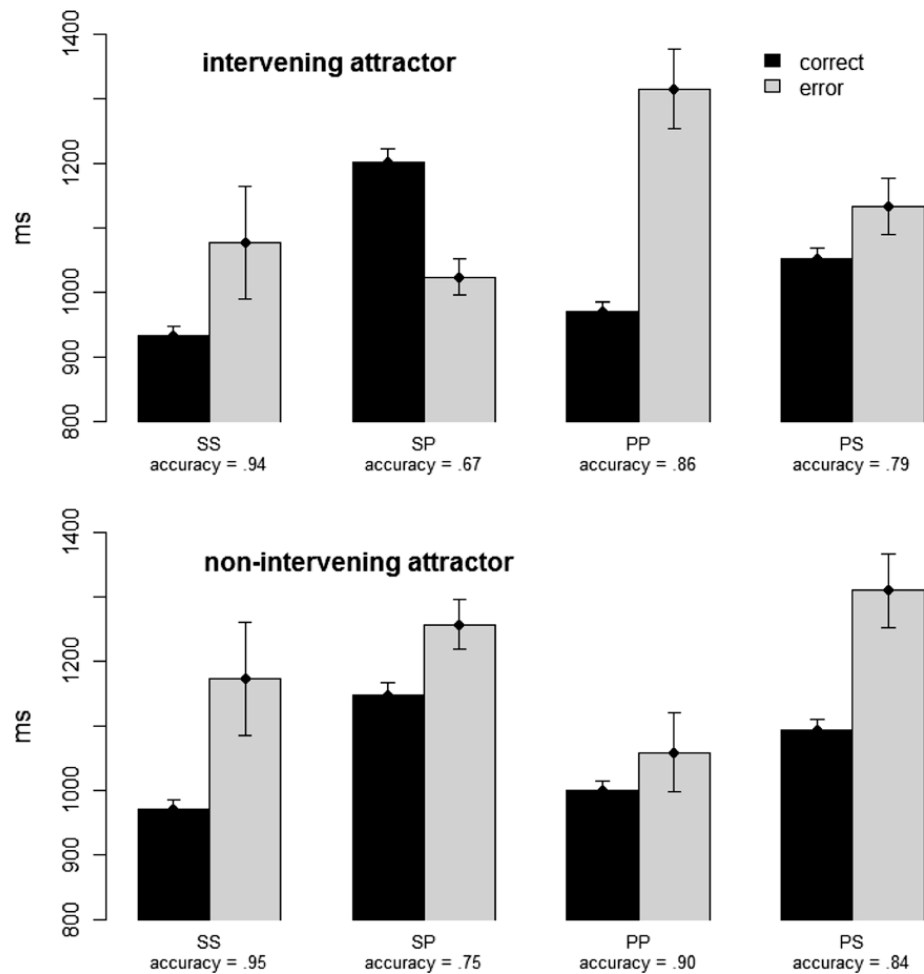 intervening attractor
correct
error
ms
1400
1200
1000
900
800
SS
SP
PP
PS
accuracy = .94
accuracy = .67
accuracy = .86
accuracy = .79
non-intervening attractor
ms
1400
1200
1000
900
800
SS
SP
PP
PS
accuracy = .95
accuracy = .75
accuracy = .90
accuracy = .84